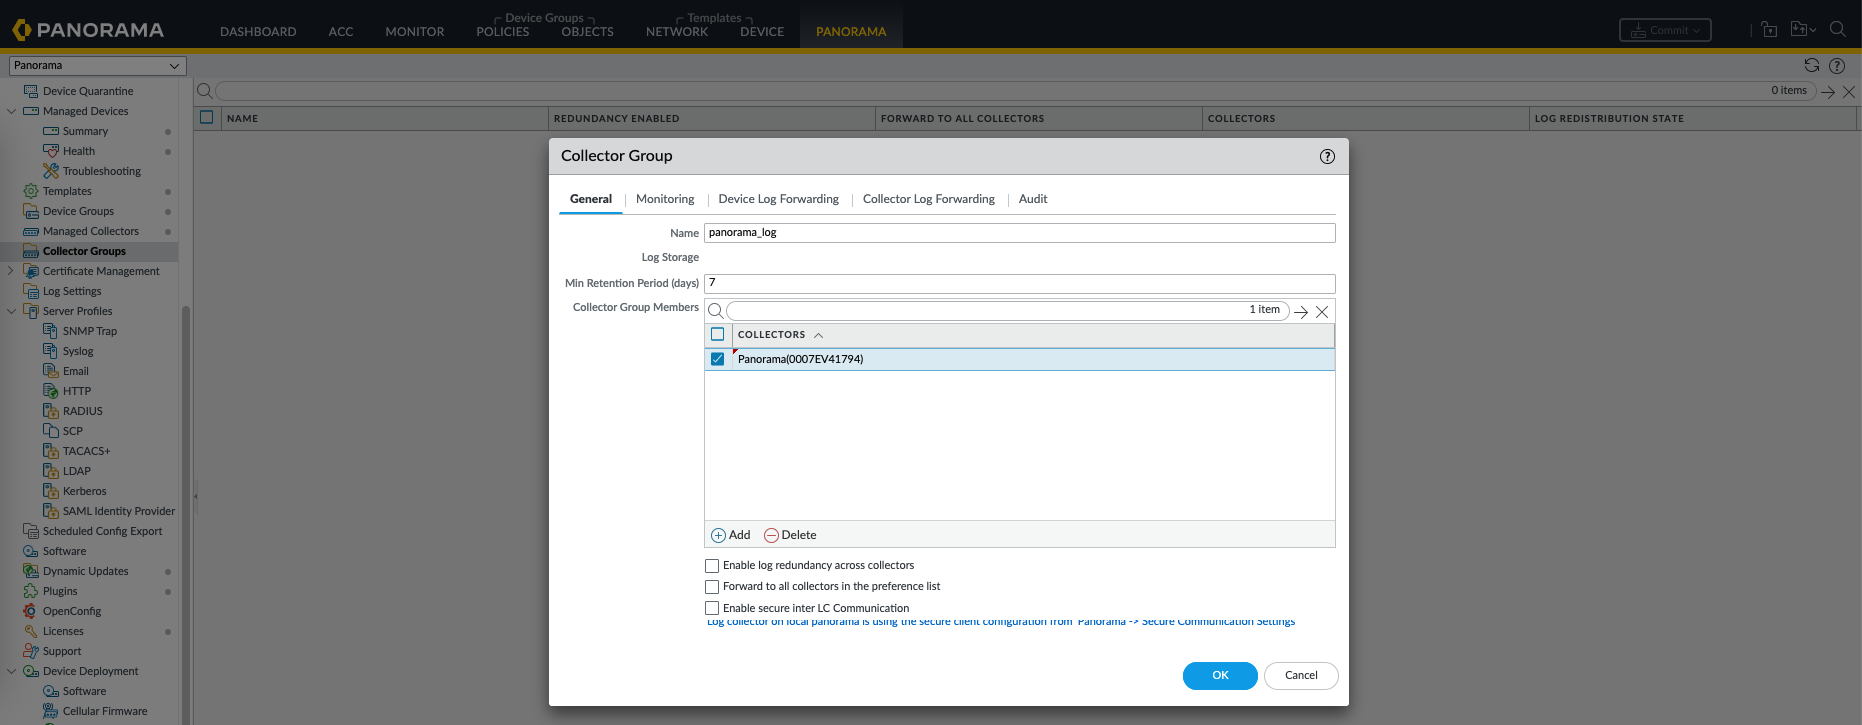 PANORAMA
Device Groups
Templates
DASHBOARD ACC MONITOR POLICIES OBJECTS NETWORK DEVICE PANORAMA
Commit
Panorama
Device Quarantine
Managed Devices
Summary
Health
Troubleshooting
Templates
Device Groups
Managed Collectors
Collector Groups
Certificate Management
Log Settings
Server Profiles
SNMP Trap
Syslog
Email
HTTP
RADIUS
SCP
TACACS+
LDAP
Kerberos
SAML Identity Provider
Scheduled Config Export
Software
Dynamic Updates
Plugins
OpenConfig
Licenses
Support
Device Deployment
Software
Cellular Firmware
0 items
NAME REDUNDANCY ENABLED FORWARD TO ALL COLLECTORS COLLECTORS LOG REDISTRIBUTION STATE
Collector Group
General Monitoring Device Log Forwarding Collector Log Forwarding Audit
Name panorama_log
Log Storage
Min Retention Period (days) 7
Collector Group Members
1 item
COLLECTORS
Panorama(0007EV41794)
Add Delete
Enable log redundancy across collectors
Forward to all collectors in the preference list
Enable secure inter LC Communication
Log collector on local panorama is using the secure client configuration from 'Panorama -> Secure Communication Settings
OK Cancel